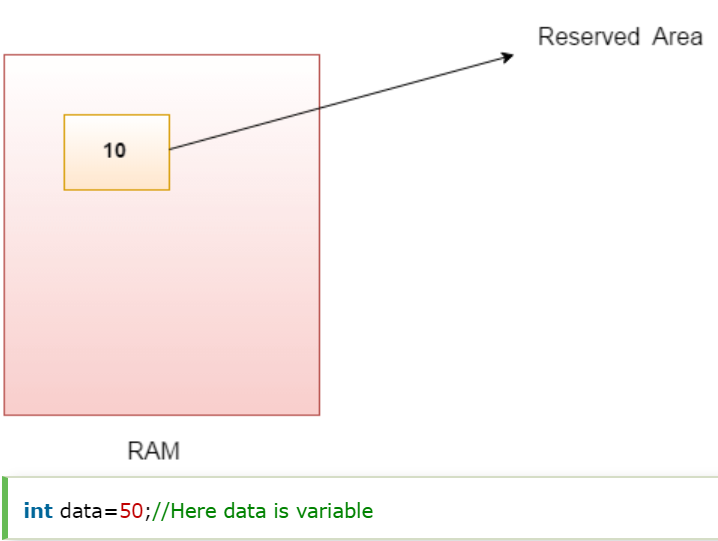 Reserved Area
10
RAM
int data=50;//Here data is variable